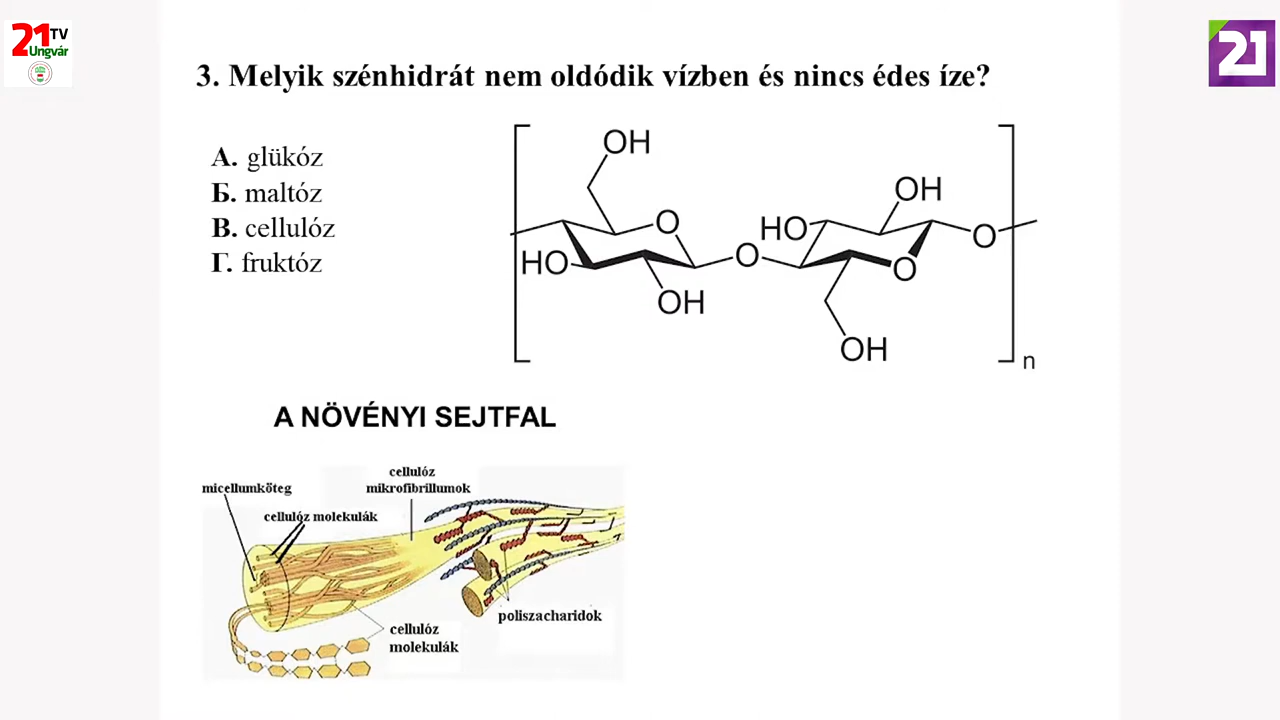 21 TV
Ungvár
21
3. Melyik szénhidrát nem oldódik vízben és nincs édes íze?
А. glükóz
Б. maltóz
В. cellulóz
Г. fruktóz
OH
O
HO
OH
O
HO
OH
O
O
OH
n
A NÖVÉNYI SEJTFAL
cellulóz
mikrofibrillumok
micellumköteg
cellulóz molekulák
poliszacharidok
cellulóz
molekulák